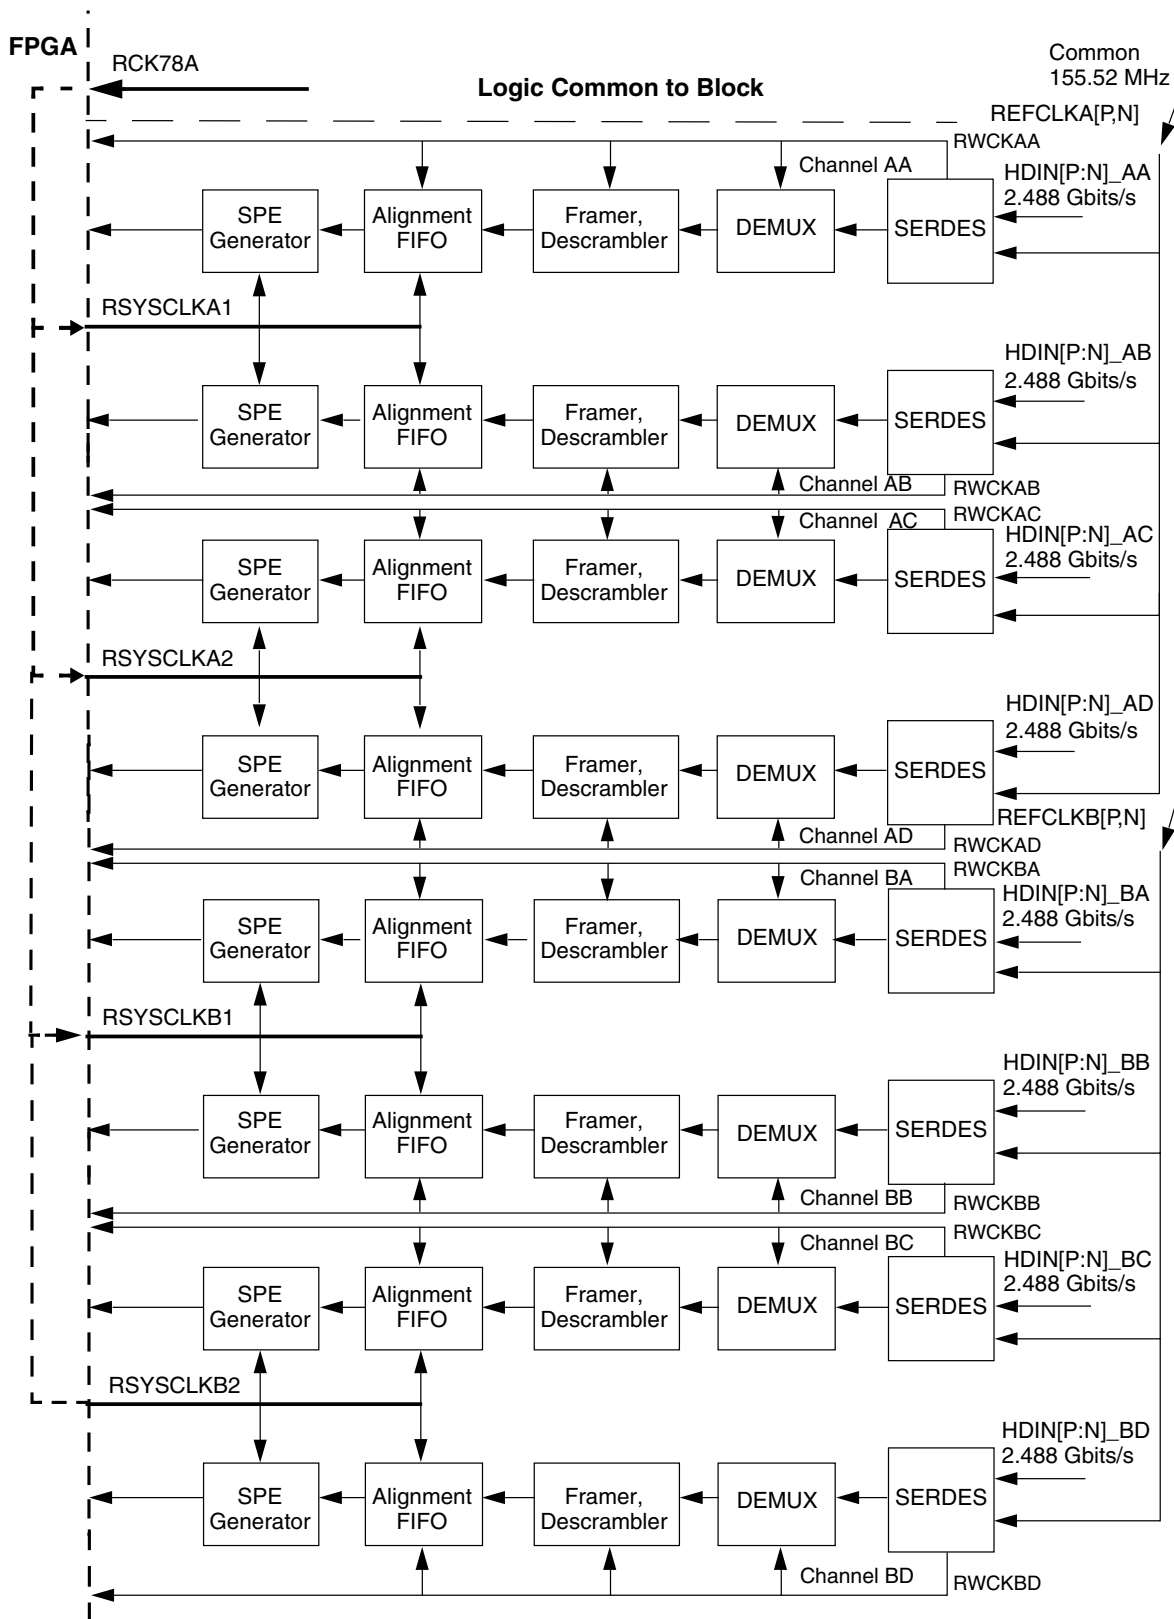 FPGA
RCK78A
Logic Common to Block
Common
155.52 MHz
REFCLKA[P,N]
RWCKAA
Channel AA
HDIN[P:N]_AA
2.488 Gbits/s
SPE
Generator
Alignment
FIFO
Framer,
Descrambler
DEMUX
SERDES
RSYSCLKA1
HDIN[P:N]_AB
2.488 Gbits/s
SPE
Generator
Alignment
FIFO
Framer,
Descrambler
DEMUX
SERDES
Channel AB
RWCKAB
RWCKAC
Channel AC
HDIN[P:N]_AC
2.488 Gbits/s
SPE
Generator
Alignment
FIFO
Framer,
Descrambler
DEMUX
SERDES
RSYSCLKA2
HDIN[P:N]_AD
2.488 Gbits/s
SPE
Generator
Alignment
FIFO
Framer,
Descrambler
DEMUX
SERDES
REFCLKB[P,N]
Channel AD
RWCKAD
RWCKBA
Channel BA
HDIN[P:N]_BA
2.488 Gbits/s
SPE
Generator
Alignment
FIFO
Framer,
Descrambler
DEMUX
SERDES
RSYSCLKB1
HDIN[P:N]_BB
2.488 Gbits/s
SPE
Generator
Alignment
FIFO
Framer,
Descrambler
DEMUX
SERDES
Channel BB
RWCKBB
RWCKBC
Channel BC
HDIN[P:N]_BC
2.488 Gbits/s
SPE
Generator
Alignment
FIFO
Framer,
Descrambler
DEMUX
SERDES
RSYSCLKB2
HDIN[P:N]_BD
2.488 Gbits/s
SPE
Generator
Alignment
FIFO
Framer,
Descrambler
DEMUX
SERDES
Channel BD
RWCKBD